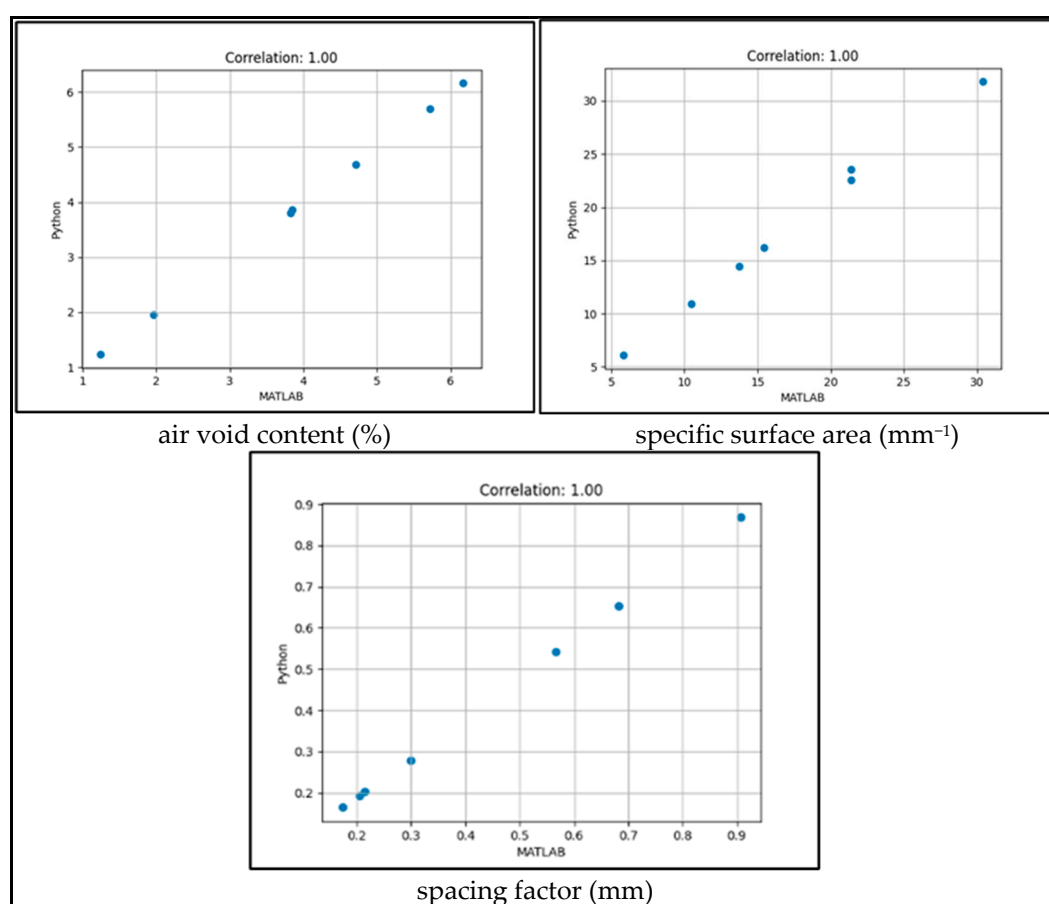 Correlation: 1.00
6
5
4
3
2
1
Python
1 2 3 4 5 6
MATLAB
air void content (%)
Correlation: 1.00
30
25
20
15
10
5
Python
5 10 15 20 25 30
MATLAB
specific surface area (mm⁻¹)
Correlation: 1.00
0.9
0.8
0.7
0.6
0.5
0.4
0.3
0.2
Python
0.2 0.3 0.4 0.5 0.6 0.7 0.8 0.9
MATLAB
spacing factor (mm)